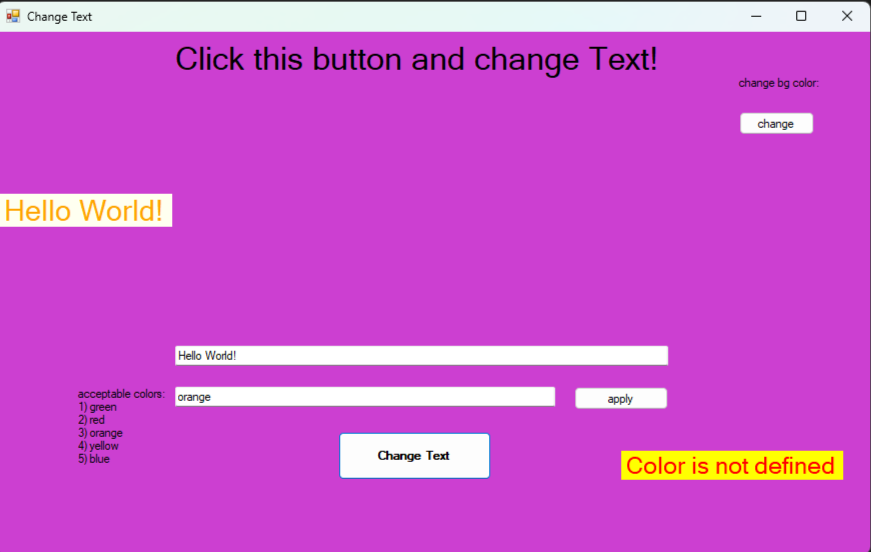 Change Text
Click this button and change Text!
change bg color:
change
Hello World!
Hello World!
acceptable colors:
1) green
2) red
3) orange
4) yellow
5) blue
orange
apply
Change Text
Color is not defined